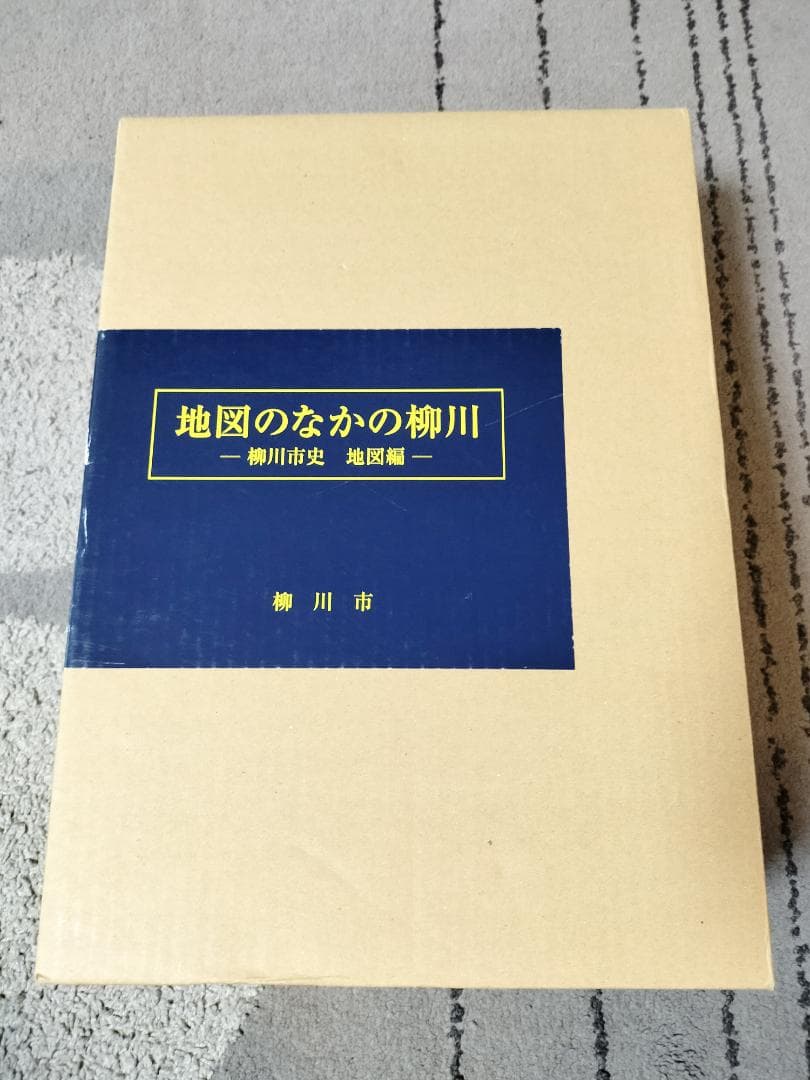 地図のなかの柳川
― 柳川市史　地図編 ―
柳川市